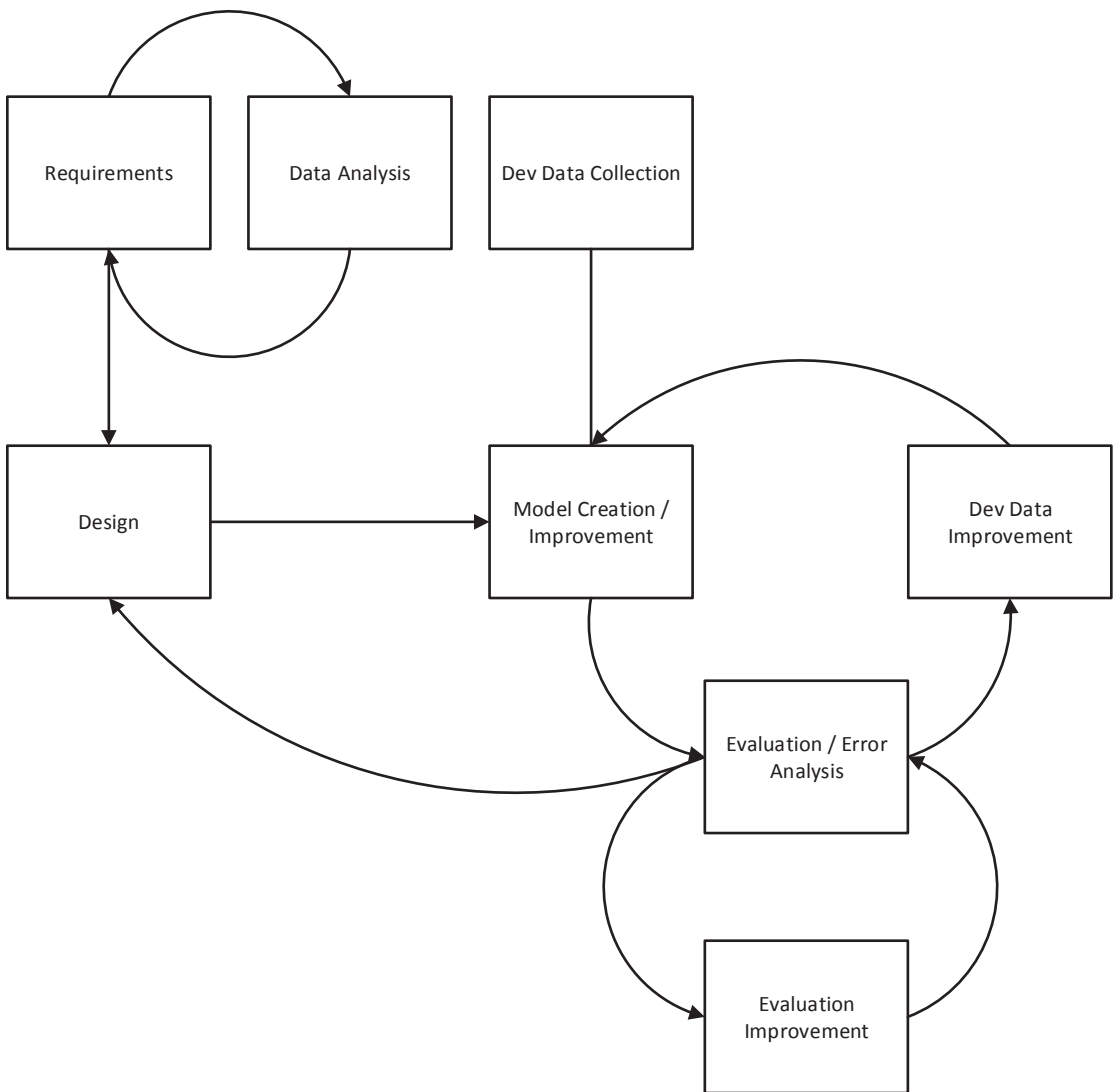 Requirements
Data Analysis
Dev Data Collection
Design
Model Creation /
Improvement
Dev Data
Improvement
Evaluation / Error
Analysis
Evaluation
Improvement